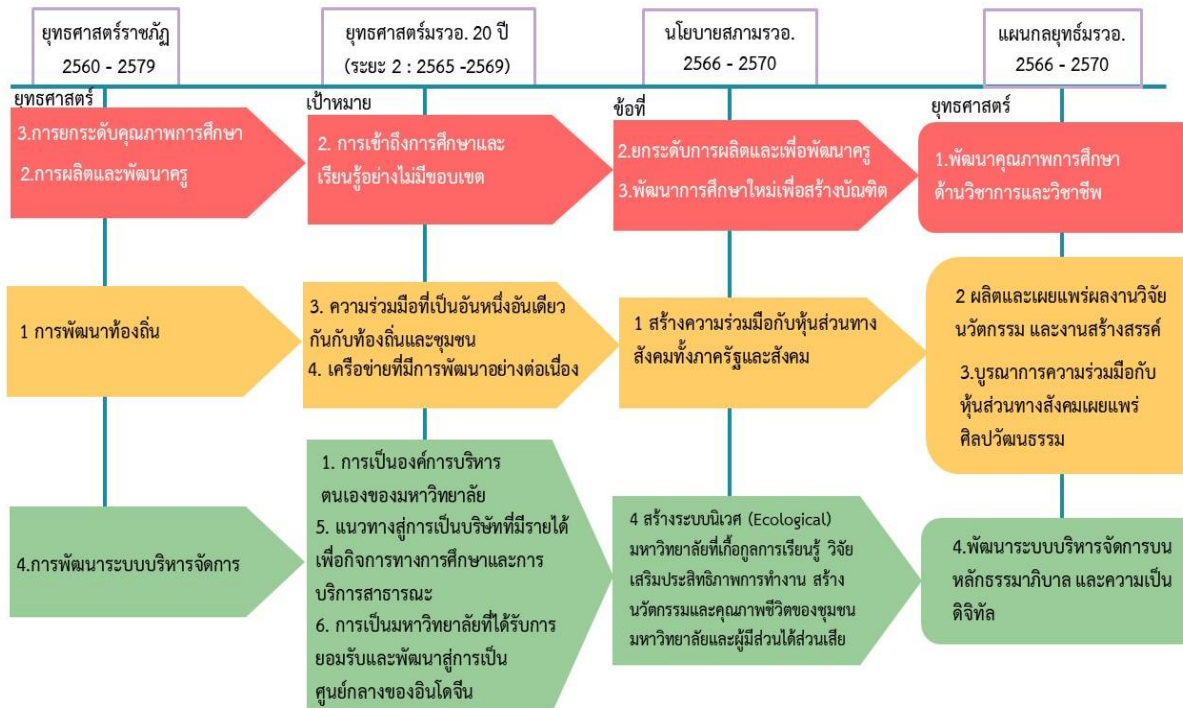 ยุทธศาสตร์ราชภัฏ
2560 - 2579
ยุทธศาสตร์มรวอ. 20 ปี
(ระยะ 2 : 2565 -2569)
นโยบายสภามรวอ.
2566 - 2570
แผนกลยุทธ์มรวอ.
2566 - 2570
ยุทธศาสตร์
เป้าหมาย
ข้อที่
ยุทธศาสตร์
3.การยกระดับคุณภาพการศึกษา
2.การผลิตและพัฒนาครู
2. การเข้าถึงการศึกษาและ
เรียนรู้อย่างไม่มีขอบเขต
2.ยกระดับการผลิตและเพื่อพัฒนาครู
3.พัฒนาการศึกษาใหม่เพื่อสร้างบัณฑิต
1.พัฒนาคุณภาพการศึกษา
ด้านวิชาการและวิชาชีพ
1 การพัฒนาท้องถิ่น
3. ความร่วมมือที่เป็นอันหนึ่งอันเดียว
กันกับท้องถิ่นและชุมชน
4. เครือข่ายที่มีการพัฒนาอย่างต่อเนื่อง
1 สร้างความร่วมมือกับหุ้นส่วนทาง
สังคมทั้งภาครัฐและสังคม
2 ผลิตและเผยแพร่ผลงานวิจัย
นวัตกรรม และงานสร้างสรรค์
3.บูรณาการความร่วมมือกับ
หุ้นส่วนทางสังคมเผยแพร่
ศิลปวัฒนธรรม
4.การพัฒนาระบบบริหารจัดการ
1. การเป็นองค์การบริหาร
ตนเองของมหาวิทยาลัย
5. แนวทางสู่การเป็นบริษัทที่มีรายได้
เพื่อกิจการทางการศึกษาและการ
บริการสาธารณะ
6. การเป็นมหาวิทยาลัยที่ได้รับการ
ยอมรับและพัฒนาสู่การเป็น
ศูนย์กลางของอินโดจีน
4 สร้างระบบนิเวศ (Ecological)
มหาวิทยาลัยที่เกื้อกูลการเรียนรู้ วิจัย
เสริมประสิทธิภาพการทำงาน สร้าง
นวัตกรรมและคุณภาพชีวิตของชุมชน
มหาวิทยาลัยและผู้มีส่วนได้ส่วนเสีย
4.พัฒนาระบบบริหารจัดการบน
หลักธรรมาภิบาล และความเป็น
ดิจิทัล